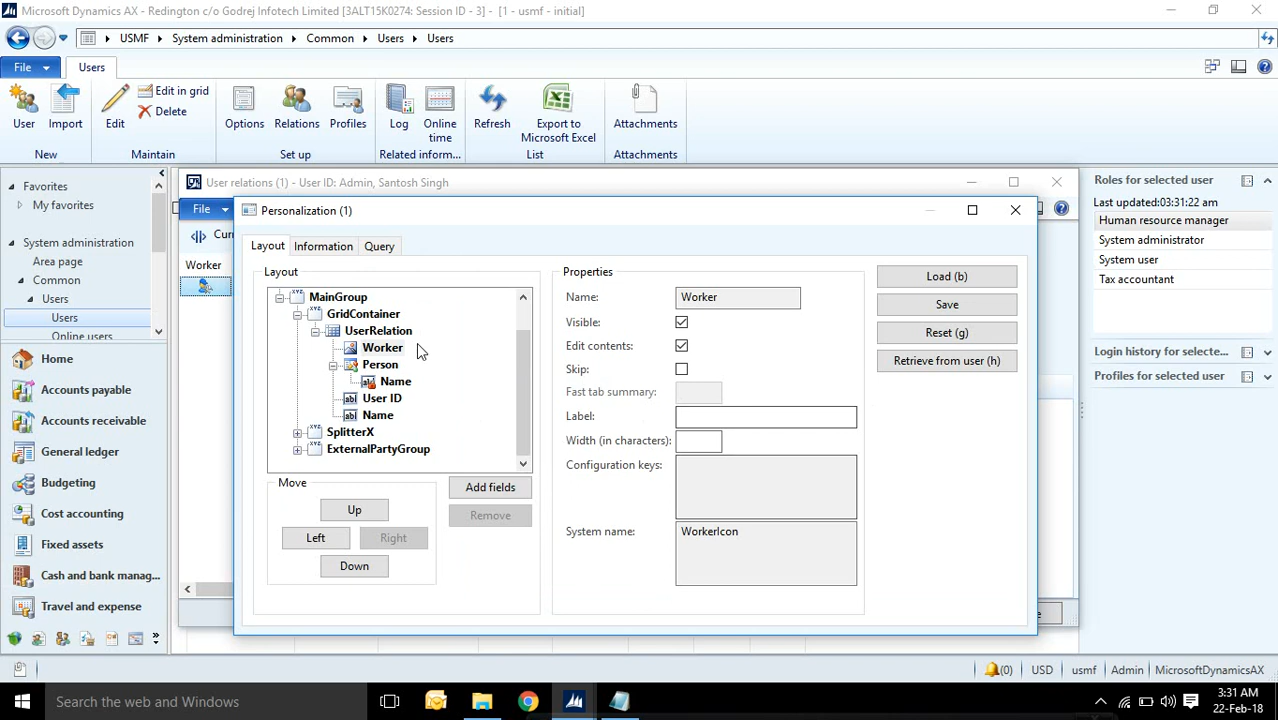 Microsoft Dynamics AX - Redington c/o Godrej Infotech Limited [3ALT15K0274: Session ID - 3] - [1 - usmf - initial]
USMF
System administration
Common
Users
Users
File
Users
User
Import
Edit
Edit in grid
Delete
Options
Relations
Profiles
Log
Online time
Refresh
Export to Microsoft Excel
Attachments
New
Maintain
Set up
Related inform...
List
Attachments
Favorites
My favorites
System administration
Area page
Common
Users
Users
Online users
Home
Accounts payable
Accounts receivable
General ledger
Budgeting
Cost accounting
Fixed assets
Cash and bank manag...
Travel and expense
User relations (1) - User ID: Admin, Santosh Singh
File
Worker
Personalization (1)
Layout
Information
Query
Layout
MainGroup
GridContainer
UserRelation
Worker
Person
Name
User ID
Name
SplitterX
ExternalPartyGroup
Move
Up
Left
Right
Down
Add fields
Remove
Properties
Name:
Worker
Visible:
Edit contents:
Skip:
Fast tab summary:
Label:
Width (in characters):
Configuration keys:
System name:
WorkerIcon
Load (b)
Save
Reset (g)
Retrieve from user (h)
Roles for selected user
Last updated:03:31:22 am
Human resource manager
System administrator
System user
Tax accountant
Login history for selecte...
Profiles for selected user
(0)
USD
usmf
Admin
MicrosoftDynamicsAX
Search the web and Windows
3:31 AM
22-Feb-18